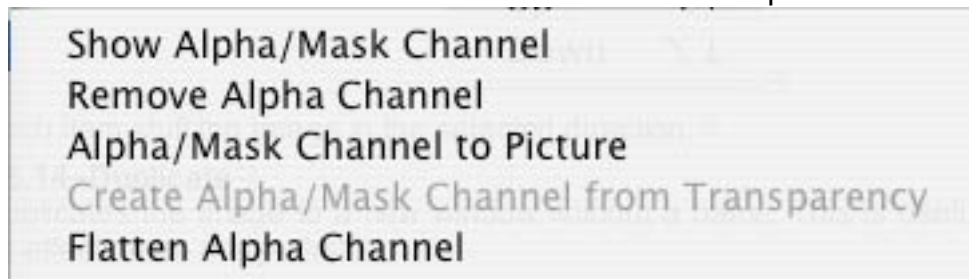 Show Alpha/Mask Channel
Remove Alpha Channel
Alpha/Mask Channel to Picture
Create Alpha/Mask Channel from Transparency
Flatten Alpha Channel